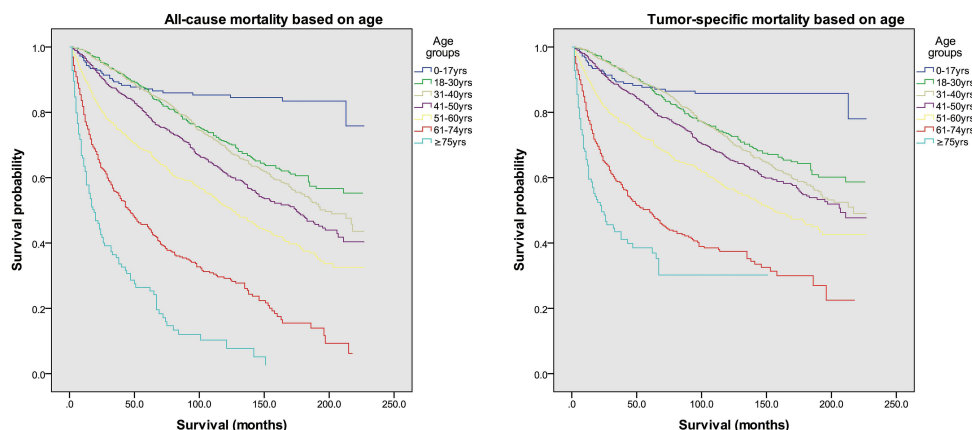 All-cause mortality based on age
Survival probability
1.0
0.8
0.6
0.4
0.2
0.0
.0 50.0 100.0 150.0 200.0 250.0
Survival (months)
Age
groups
0-17yrs
18-30yrs
31-40yrs
41-50yrs
51-60yrs
61-74yrs
≥75yrs
Tumor-specific mortality based on age
Survival probability
1.0
0.8
0.6
0.4
0.2
0.0
.0 50.0 100.0 150.0 200.0 250.0
Survival (months)
Age
groups
0-17yrs
18-30yrs
31-40yrs
41-50yrs
51-60yrs
61-74yrs
≥75yrs